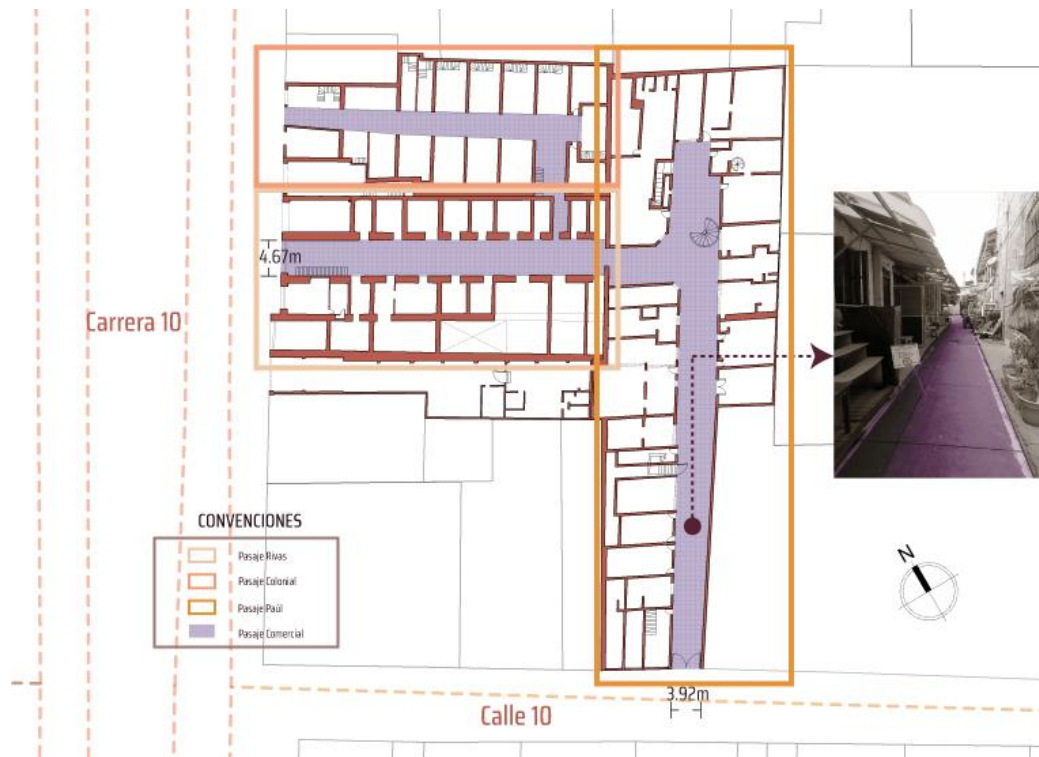 4.67m
Carrera 10
CONVENCIONES
Pasaje Rivas
Pasaje Colonial
Pasaje Paúl
Pasaje Comercial
N
3.92m
Calle 10